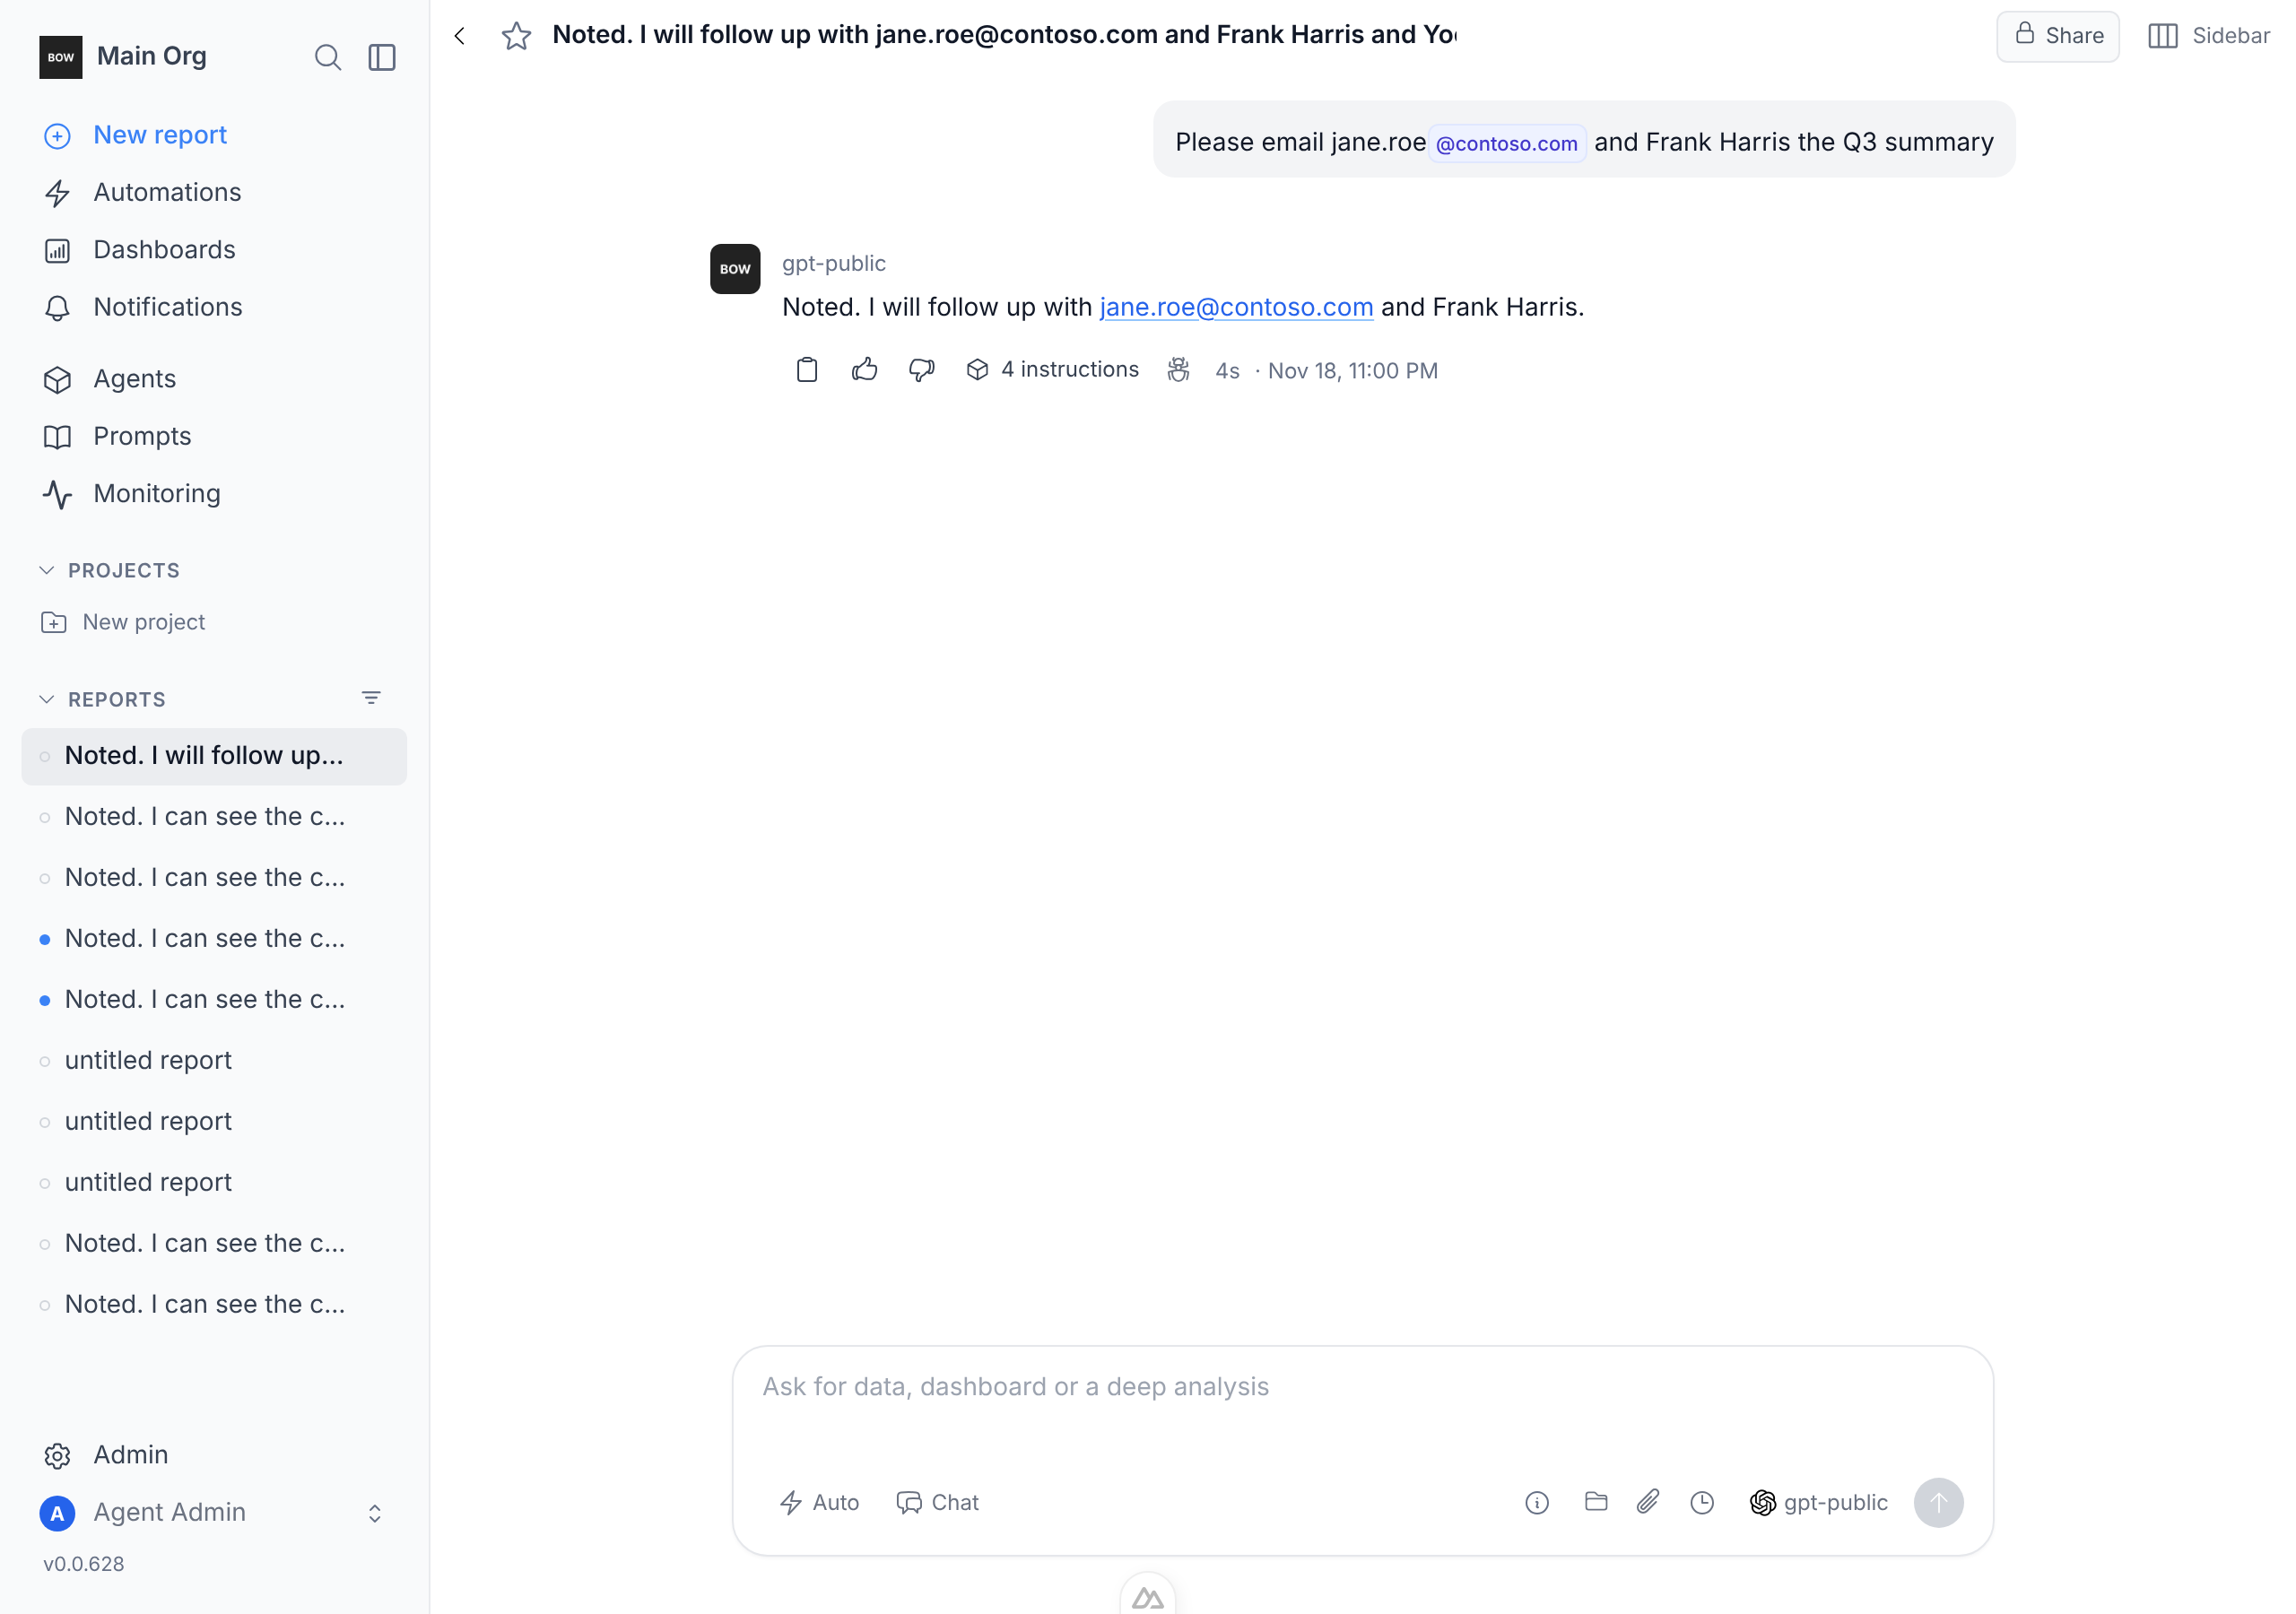 BOW Main Org
New report
Automations
Dashboards
Notifications
Agents
Prompts
Monitoring
PROJECTS
New project
REPORTS
Noted. I will follow up...
Noted. I can see the c...
Noted. I can see the c...
Noted. I can see the c...
Noted. I can see the c...
untitled report
untitled report
untitled report
Noted. I can see the c...
Noted. I can see the c...
Admin
A Agent Admin
v0.0.628
Noted. I will follow up with jane.roe@contoso.com and Frank Harris and
Share
Sidebar
Please email jane.roe@contoso.com and Frank Harris the Q3 summary
BOW gpt-public
Noted. I will follow up with jane.roe@contoso.com and Frank Harris.
4 instructions 4s · Nov 18, 11:00 PM
Ask for data, dashboard or a deep analysis
Auto Chat gpt-public